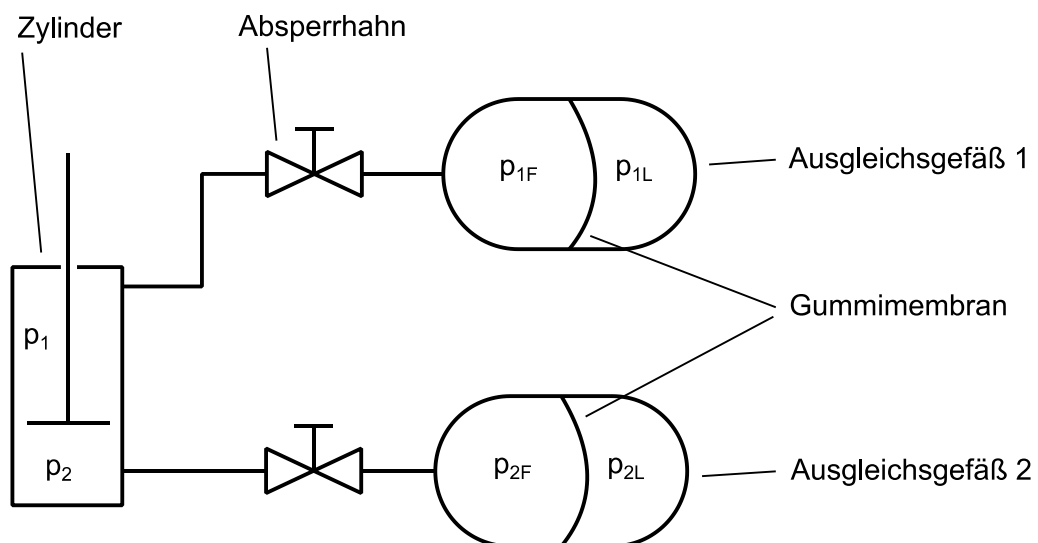 Zylinder
Absperrhahn
p1F
p1L
Ausgleichsgefäß 1
Gummimembran
p1
p2
p2F
p2L
Ausgleichsgefäß 2